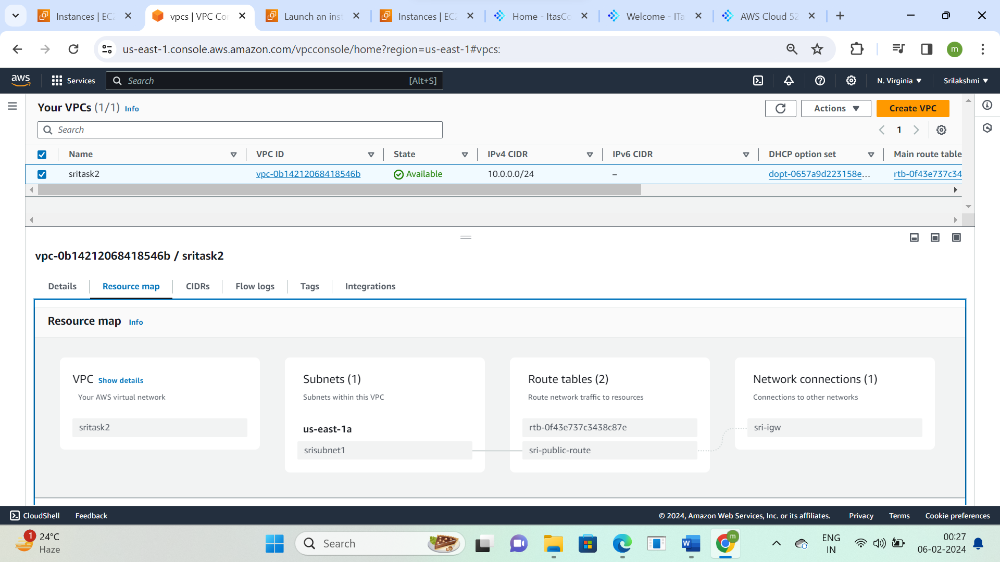 Instances | EC2
vpcs | VPC Con
Launch an inst
Instances | EC2
Home - ItasCo
Welcome - ITa
AWS Cloud 52
us-east-1.console.aws.amazon.com/vpcconsole/home?region=us-east-1#vpcs:
m
aws
Services
Search
[Alt+S]
N. Virginia
Srilakshmi
Your VPCs (1/1) Info
Actions
Create VPC
Search
1
Name
VPC ID
State
IPv4 CIDR
IPv6 CIDR
DHCP option set
Main route table
sritask2
vpc-0b14212068418546b
Available
10.0.0.0/24
–
dopt-0657a9d223158e...
rtb-0f43e737c34
vpc-0b14212068418546b / sritask2
Details
Resource map
CIDRs
Flow logs
Tags
Integrations
Resource map Info
VPC Show details
Your AWS virtual network
sritask2
Subnets (1)
Subnets within this VPC
us-east-1a
srisubnet1
Route tables (2)
Route network traffic to resources
rtb-0f43e737c3438c87e
sri-public-route
Network connections (1)
Connections to other networks
sri-igw
CloudShell
Feedback
© 2024, Amazon Web Services, Inc. or its affiliates.
Privacy
Terms
Cookie preferences
1
24°C
Haze
Search
W
m
ENG
IN
00:27
06-02-2024